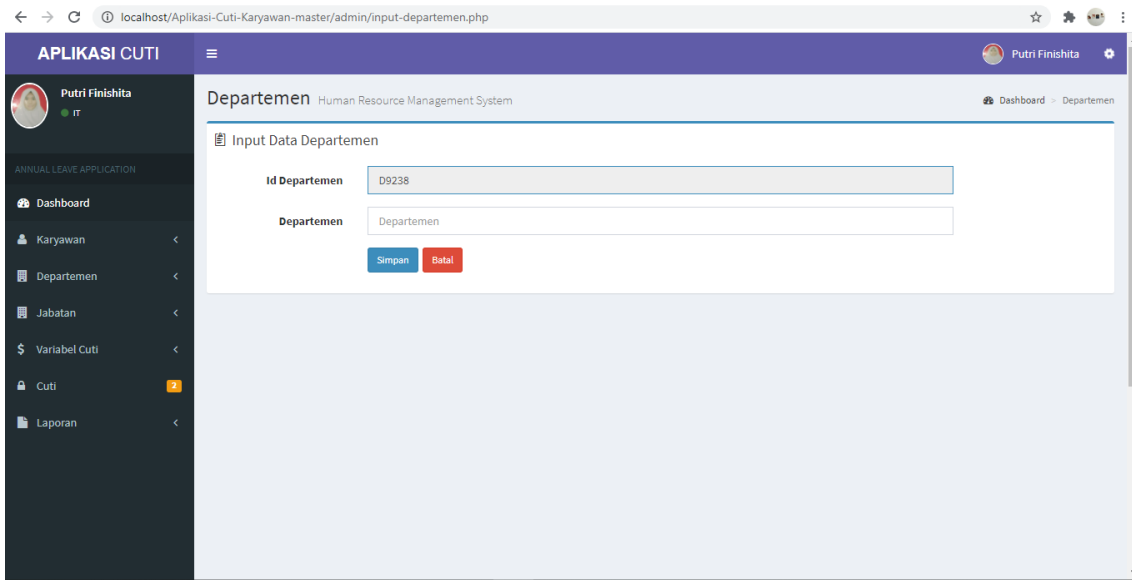 localhost/Aplikasi-Cuti-Karyawan-master/admin/input-departemen.php
APLIKASI CUTI
Putri Finishita
Putri Finishita
IT
ANNUAL LEAVE APPLICATION
Dashboard
Karyawan
Departemen
Jabatan
$ Variabel Cuti
Cuti 2
Laporan
Departemen Human Resource Management System
Dashboard > Departemen
Input Data Departemen
Id Departemen D9238
Departemen Departemen
Simpan Batal